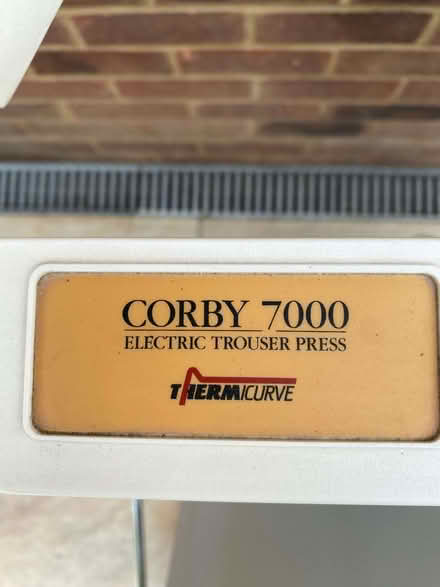 CORBY 7000
ELECTRIC TROUSER PRESS
THERMICURVE